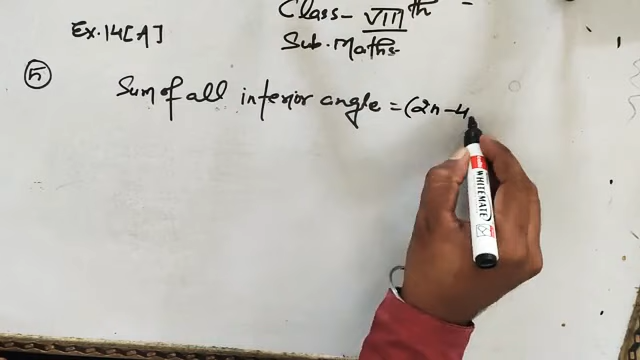 Class- VIIIth =
Ex.14[A]
Sub. Maths-
5
Sum of all interior angle = (2n-4
WHITEMATE